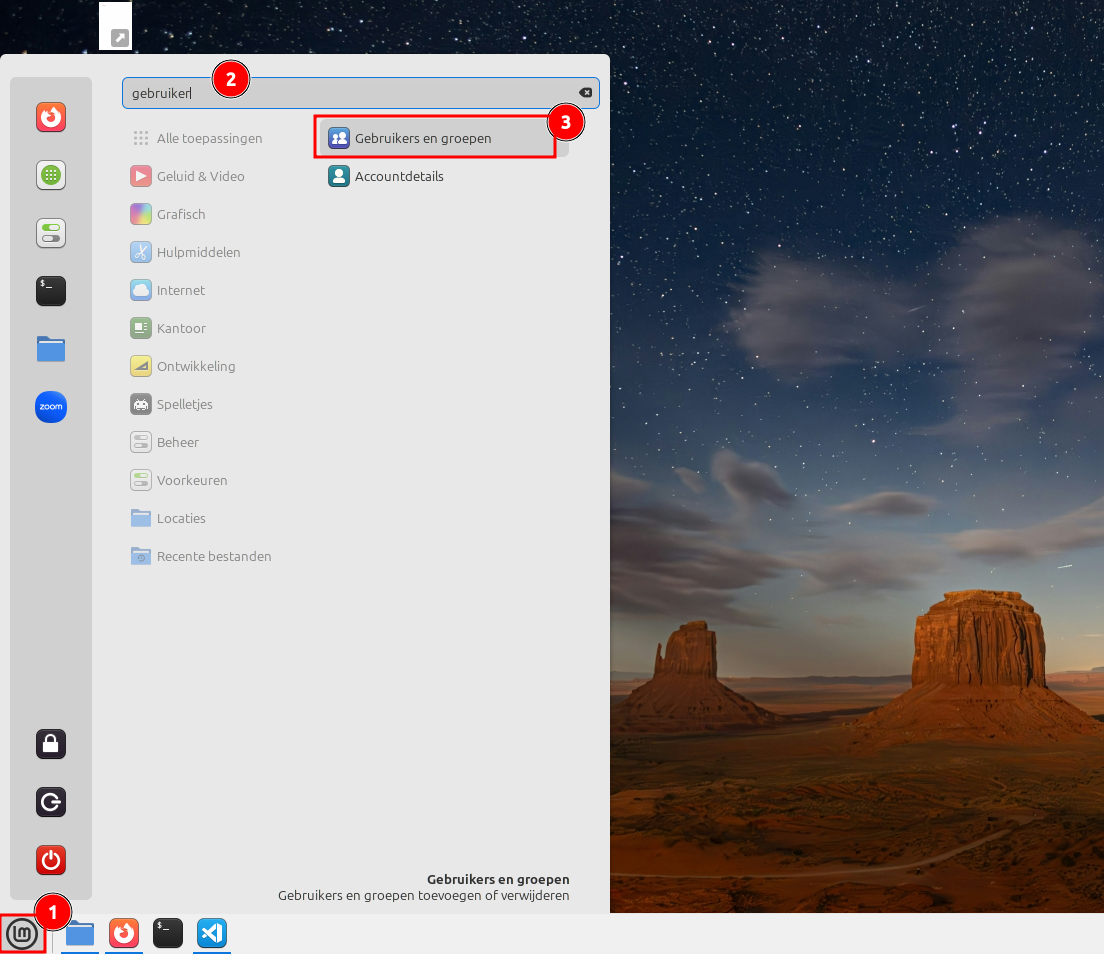 2
gebruiker
3
Alle toepassingen
Gebruikers en groepen
Geluid & Video
Accountdetails
Grafisch
Hulpmiddelen
Internet
Kantoor
Ontwikkeling
Spelletjes
Beheer
Voorkeuren
Locaties
Recente bestanden
$_
zoom
Gebruikers en groepen
Gebruikers en groepen toevoegen of verwijderen
1
lm
$_